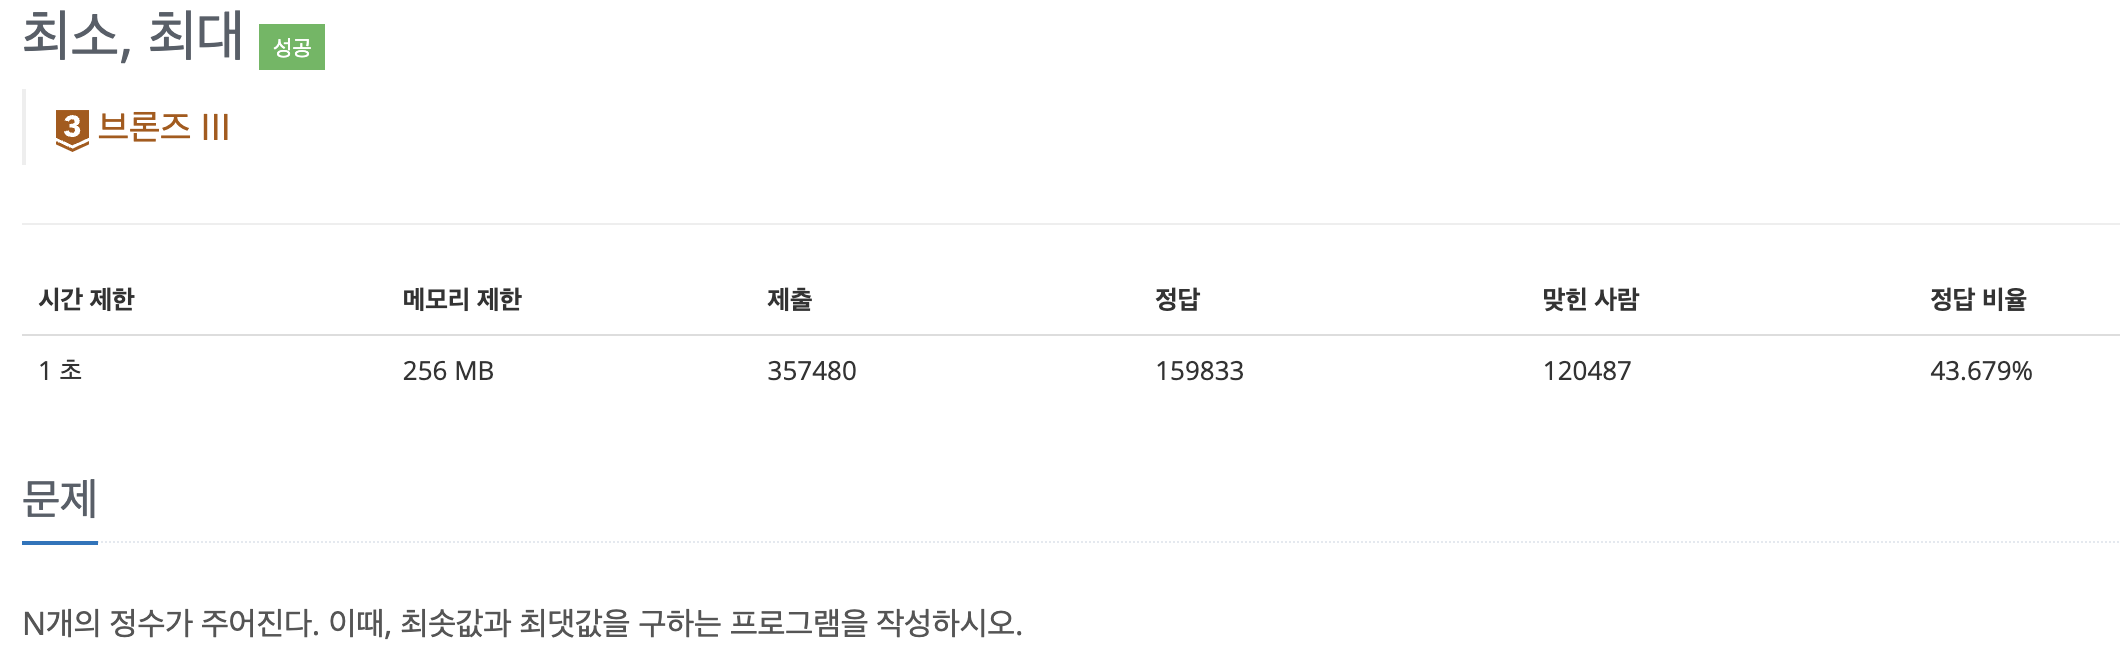 최소, 최대 성공
3 브론즈 III
시간 제한 메모리 제한 제출 정답 맞힌 사람 정답 비율
1 초 256 MB 357480 159833 120487 43.679%
문제
N개의 정수가 주어진다. 이때, 최솟값과 최댓값을 구하는 프로그램을 작성하시오.